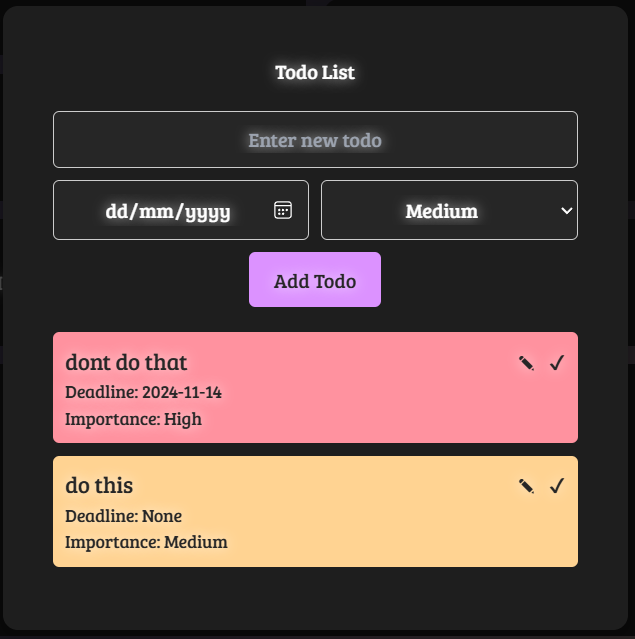 Todo List
Enter new todo
dd/mm/yyyy
Medium
Add Todo
dont do that
Deadline: 2024-11-14
Importance: High
do this
Deadline: None
Importance: Medium